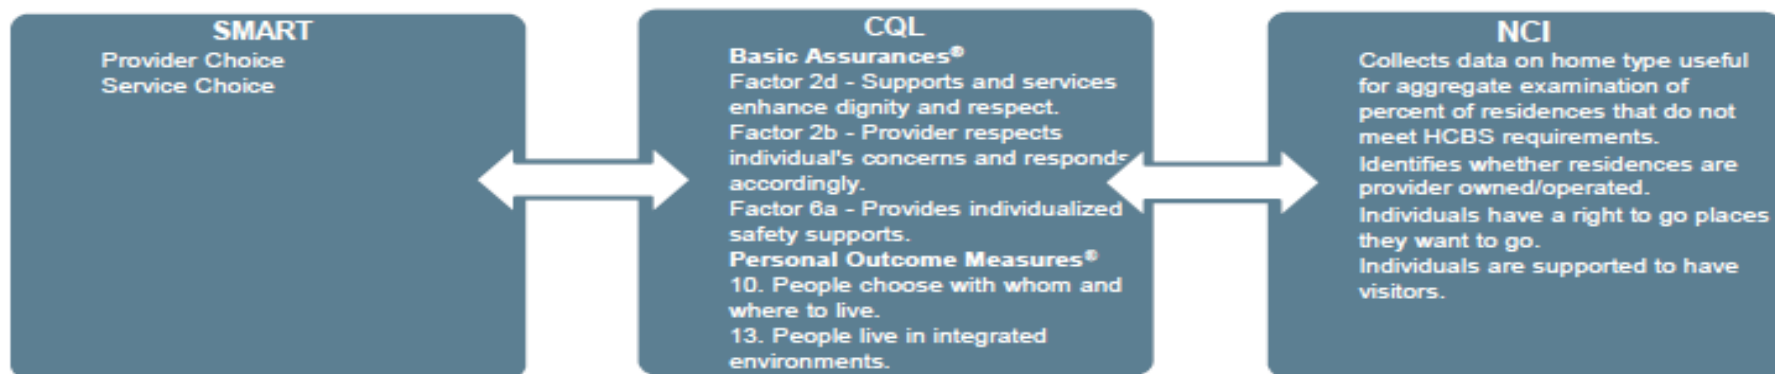 SMART
Provider Choice
Service Choice
CQL
Basic Assurances®
Factor 2d - Supports and services
enhance dignity and respect.
Factor 2b - Provider respects
individual's concerns and responds
accordingly.
Factor 6a - Provides individualized
safety supports.
Personal Outcome Measures®
10. People choose with whom and
where to live.
13. People live in integrated
environments.
NCI
Collects data on home type useful
for aggregate examination of
percent of residences that do not
meet HCBS requirements.
Identifies whether residences are
provider owned/operated.
Individuals have a right to go places
they want to go.
Individuals are supported to have
visitors.